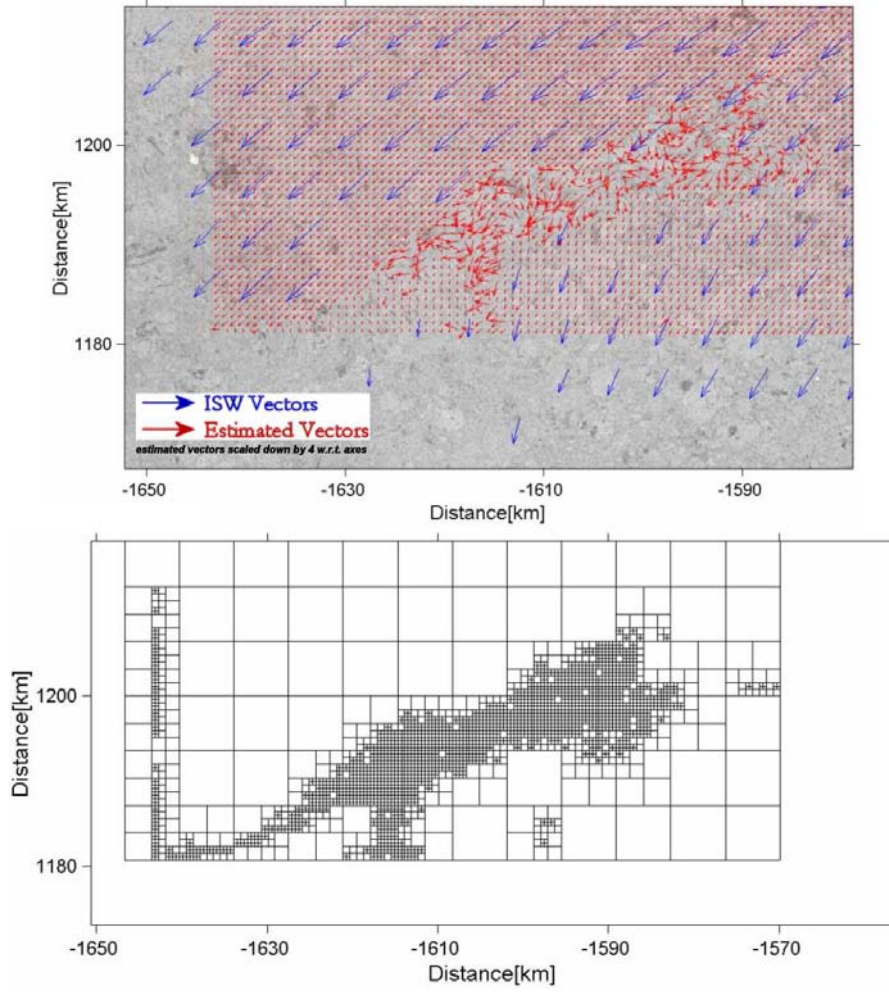 1200
1180
Distance[km]
ISW Vectors
Estimated Vectors
estimated vectors scaled down by 4 w.r.t. axes
-1650
-1630
-1610
-1590
Distance[km]
1200
1180
Distance[km]
-1650
-1630
-1610
-1590
-1570
Distance[km]